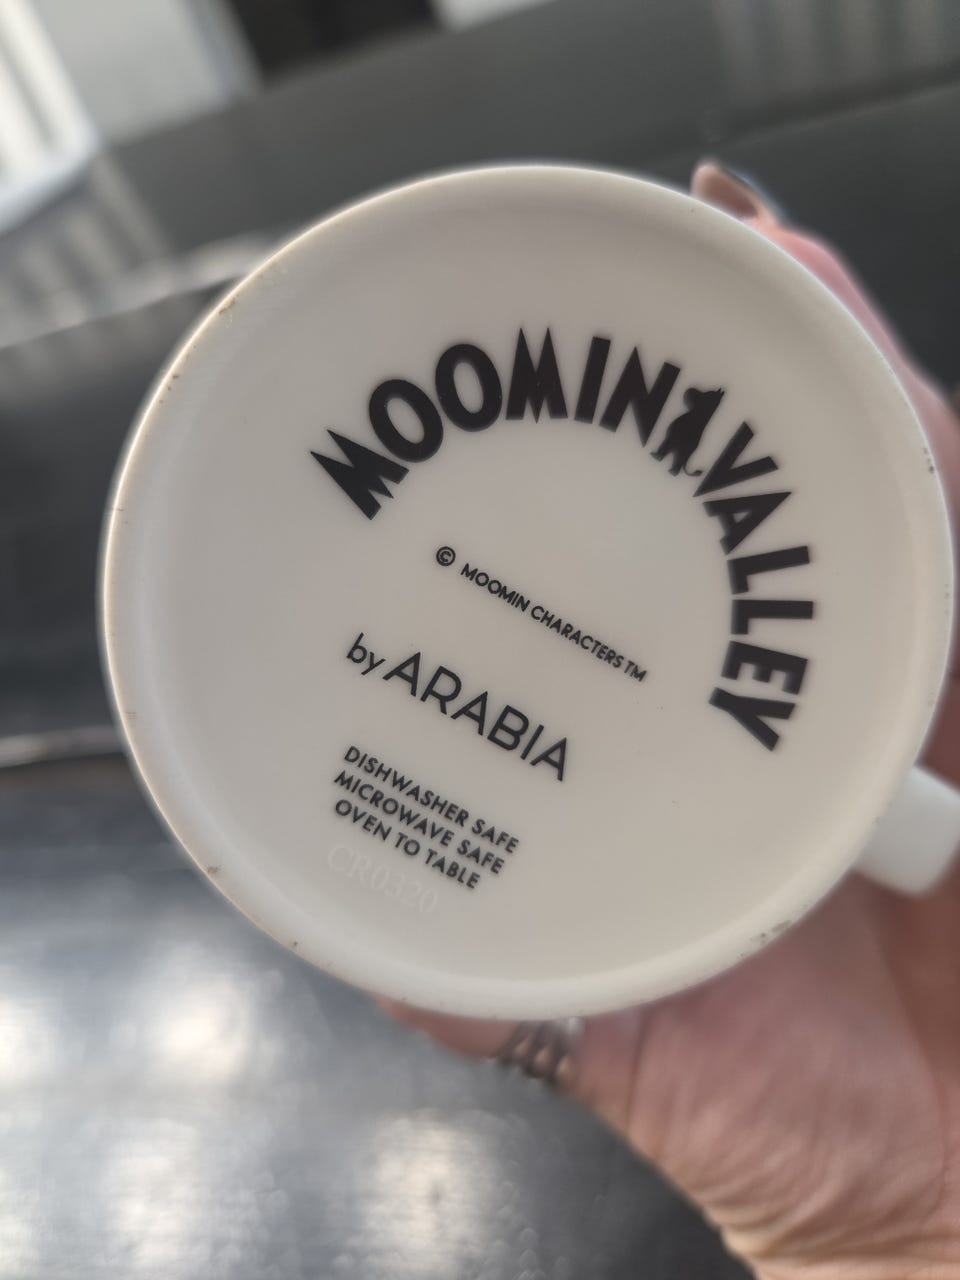 MOOMINVALLEY
© MOOMIN CHARACTERS TM
by ARABIA
DISHWASHER SAFE
MICROWAVE SAFE
OVEN TO TABLE
CR0320